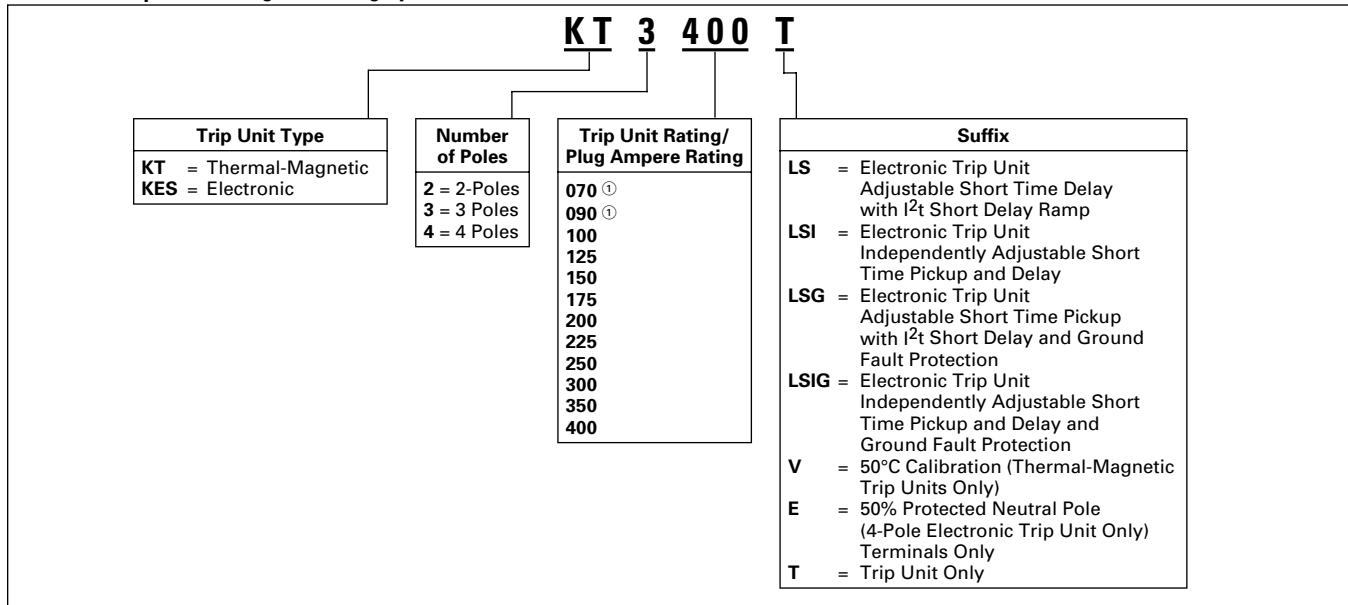 KT 3 400 T
Trip Unit Type
KT = Thermal-Magnetic
KES = Electronic
Number
of Poles
2 = 2-Poles
3 = 3 Poles
4 = 4 Poles
Trip Unit Rating/
Plug Ampere Rating
070 ①
090 ①
100
125
150
175
200
225
250
300
350
400
Suffix
LS = Electronic Trip Unit
Adjustable Short Time Delay
with I²t Short Delay Ramp
LSI = Electronic Trip Unit
Independently Adjustable Short
Time Pickup and Delay
LSG = Electronic Trip Unit
Adjustable Short Time Pickup
with I²t Short Delay and Ground
Fault Protection
LSIG = Electronic Trip Unit
Independently Adjustable Short
Time Pickup and Delay and
Ground Fault Protection
V = 50°C Calibration (Thermal-Magnetic
Trip Units Only)
E = 50% Protected Neutral Pole
(4-Pole Electronic Trip Unit Only)
Terminals Only
T = Trip Unit Only